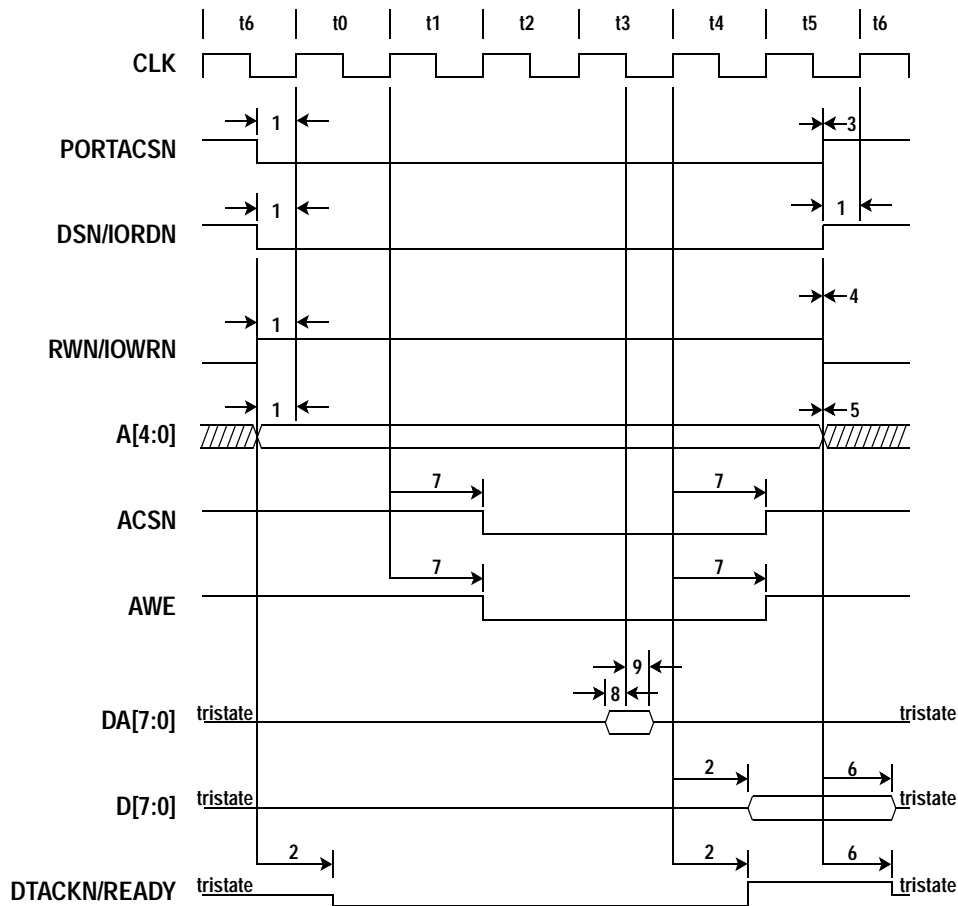 t6 t0 t1 t2 t3 t4 t5 t6
CLK
1 3
PORTACSN
1 1
DSN/IORDN
1 4
RWN/IOWRN
1 5
A[4:0]
7 7
ACSN
7 7
AWE
9
8
DA[7:0] tristate tristate
2 6
D[7:0] tristate tristate
2 2 6
DTACKN/READY tristate tristate